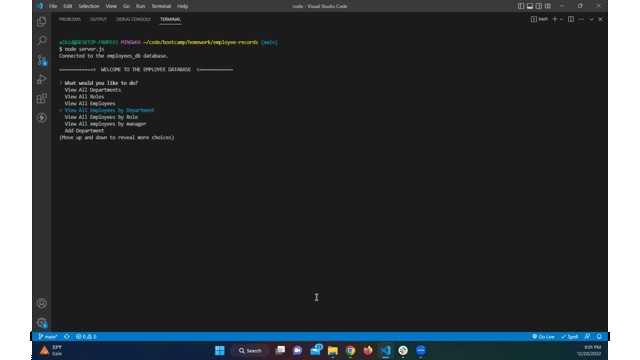 File Edit Selection View Go Run Terminal Help
code - Visual Studio Code
PROBLEMS OUTPUT DEBUG CONSOLE TERMINAL
bash
MINGW64 ~/code/bootcamp/homework/employee-records (main)
$ node server.js
Connected to the employees_db database.
============> WELCOME TO THE EMPLOYEE DATABASE <============
? What would you like to do?
View All Departments
View All Roles
View All Employees
> View All Employees by Department
View All Employees by Role
View All employees by manager
Add Department
(Move up and down to reveal more choices)
main* 0 0
Go Live Spell
33°F
Gale
Search
9:01 PM
12/20/2022